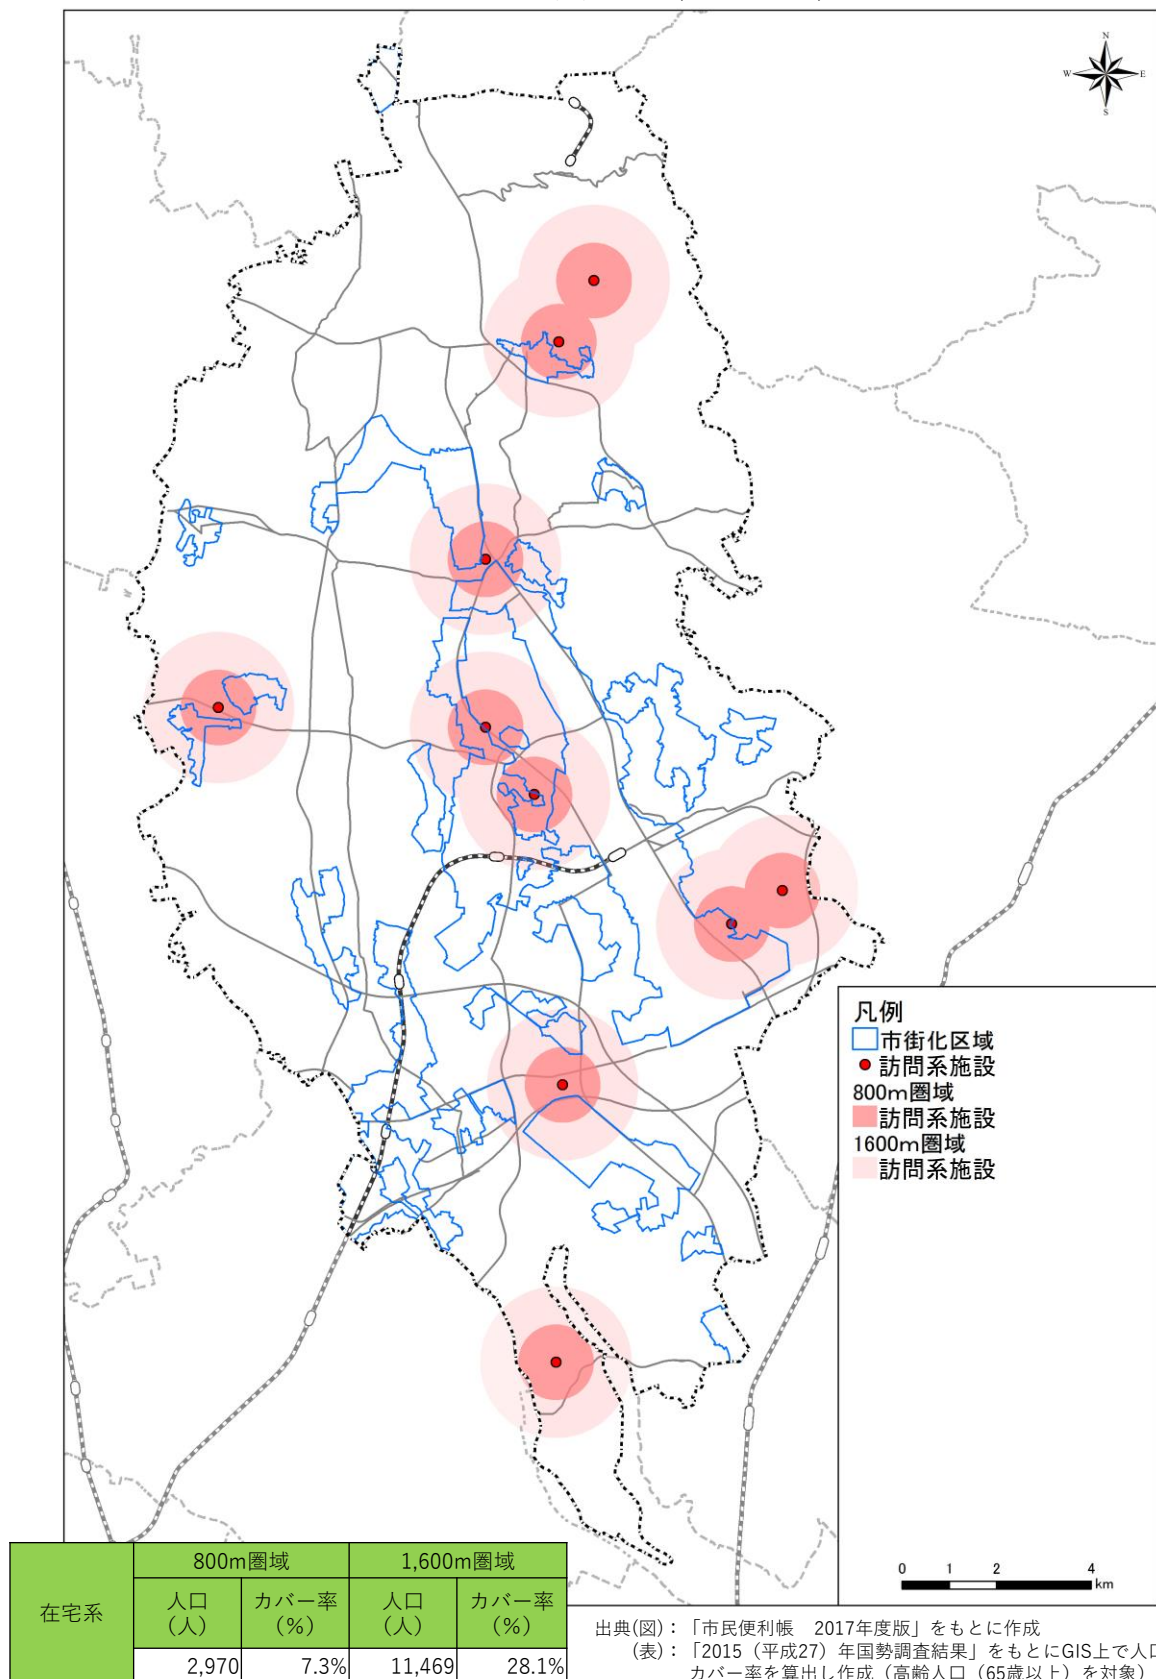 N
W E
S
凡例
市街化区域
訪問系施設
800m圏域
訪問系施設
1600m圏域
訪問系施設
0 1 2 4
km
在宅系
800m圏域 1,600m圏域
人口(人) カバー率(%) 人口(人) カバー率(%)
2,970 7.3% 11,469 28.1%
出典(図)：「市民便利帳 2017年度版」をもとに作成
(表)：「2015（平成27）年国勢調査結果」をもとにGIS上で人口
カバー率を算出し作成（高齢人口（65歳以上）を対象）